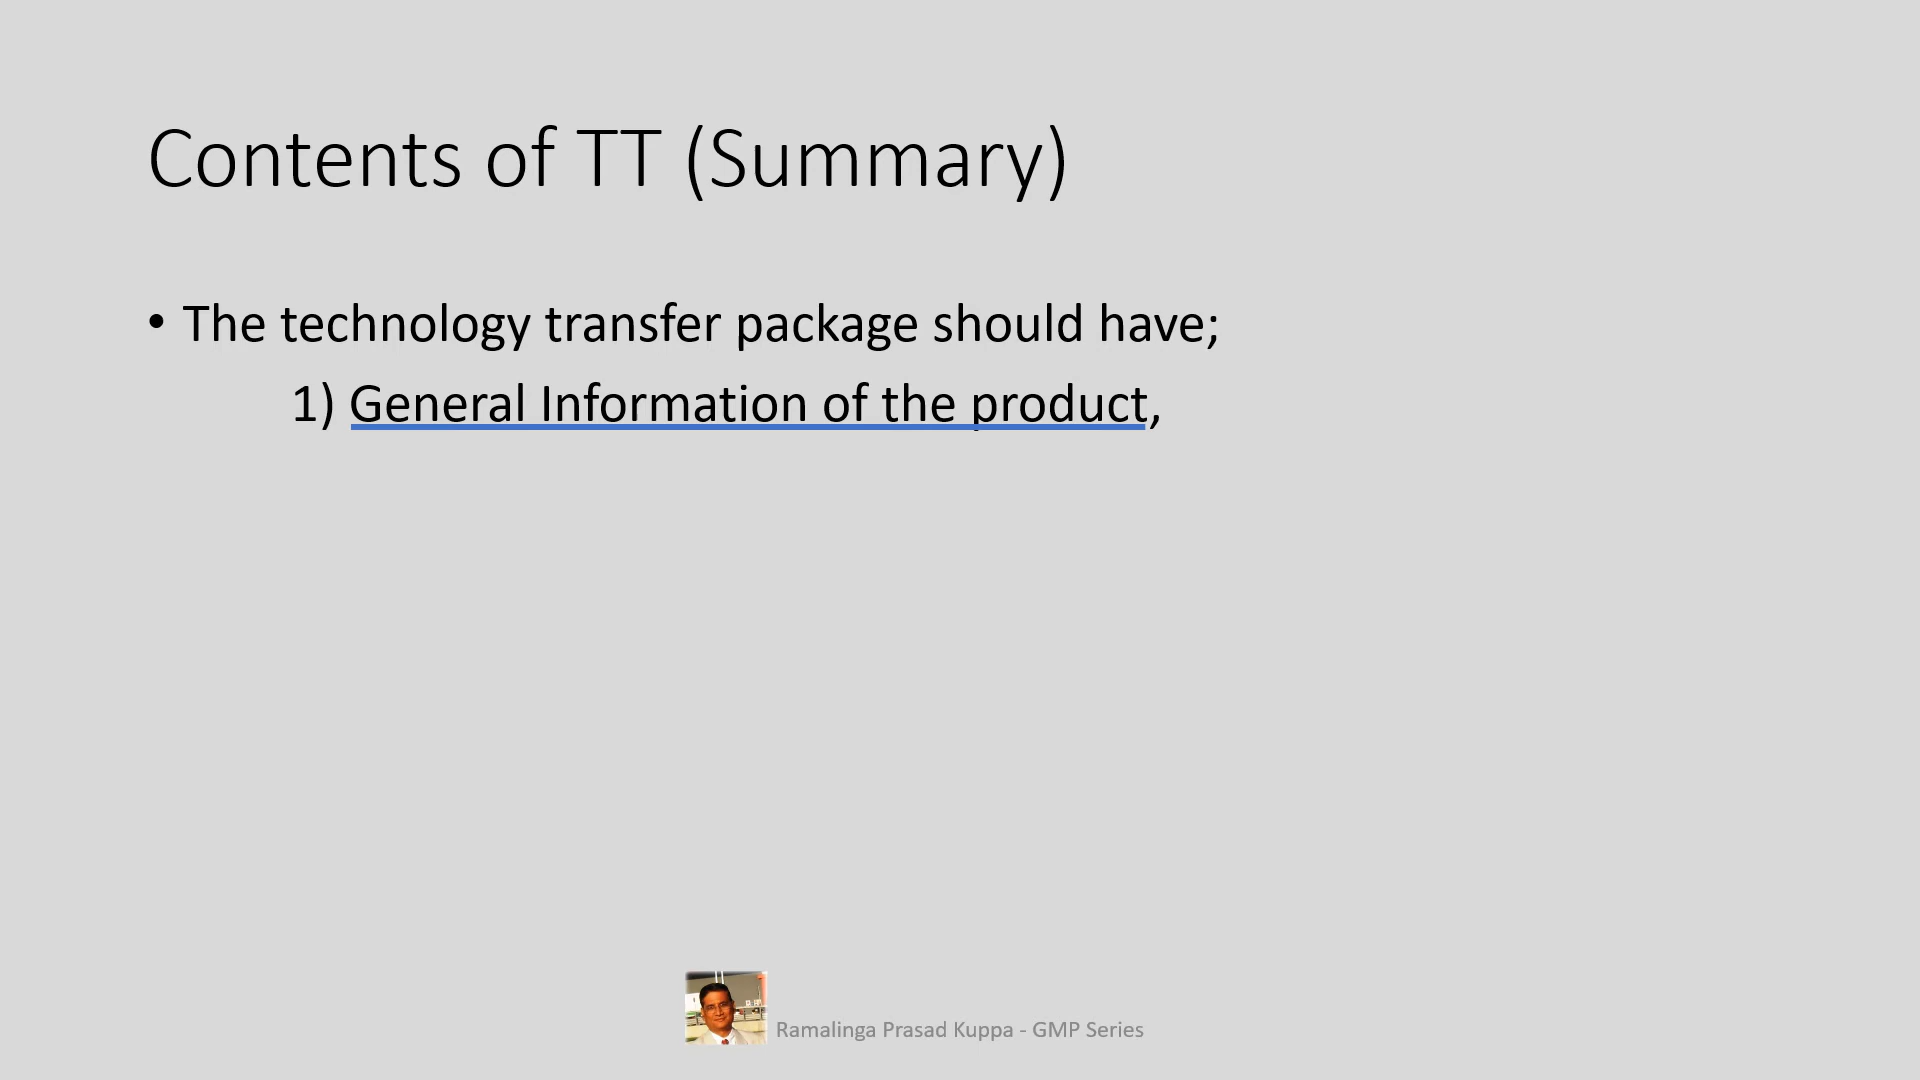 Contents of TT (Summary)
• The technology transfer package should have;
1) General Information of the product,
Ramalinga Prasad Kuppa - GMP Series